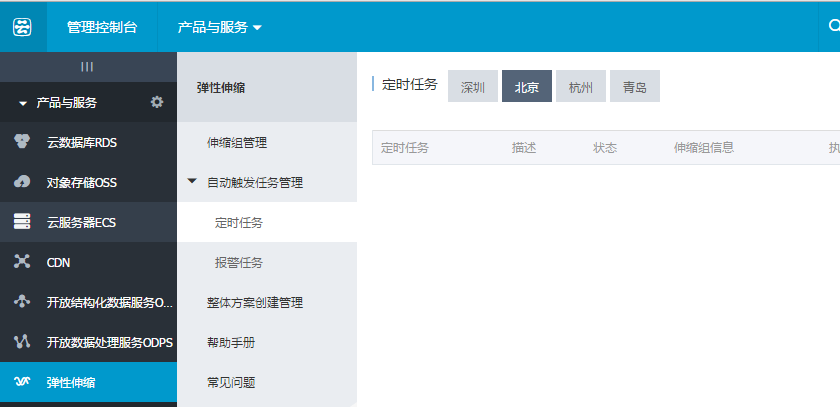 管理控制台 产品与服务
产品与服务
云数据库RDS
对象存储OSS
云服务器ECS
CDN
开放结构化数据服务O...
开放数据处理服务ODPS
弹性伸缩
弹性伸缩
伸缩组管理
自动触发任务管理
定时任务
报警任务
整体方案创建管理
帮助手册
常见问题
定时任务 深圳 北京 杭州 青岛
定时任务 描述 状态 伸缩组信息 执